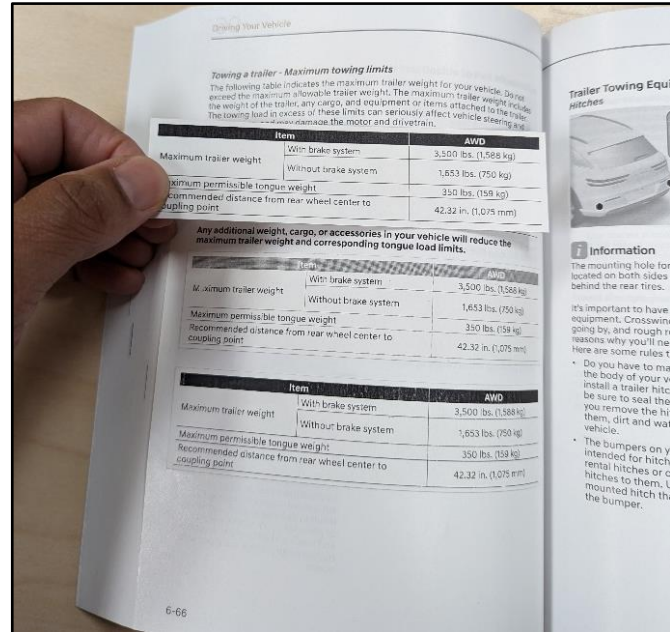 Driving Your Vehicle
Towing a trailer - Maximum towing limits
The following table indicates the maximum trailer weight for your vehicle. Do not
exceed the maximum allowable trailer weight. The maximum trailer weight includes
the weight of the trailer, any cargo, and equipment or items attached to the trailer.
The towing load in excess of these limits can seriously affect vehicle steering and
and may damage the motor and drivetrain.
Item AWD
Maximum trailer weight With brake system 3,500 lbs. (1,588 kg)
Without brake system 1,653 lbs. (750 kg)
ximum permissible tongue weight 350 lbs. (159 kg)
commended distance from rear wheel center to
oupling point 42.32 in. (1,075 mm)
Any additional weight, cargo, or accessories in your vehicle will reduce the
maximum trailer weight and corresponding tongue load limits.
Item AWD
Maximum trailer weight With brake system 3,500 lbs. (1,588 kg)
Without brake system 1,653 lbs. (750 kg)
Maximum permissible tongue weight 350 lbs. (159 kg)
Recommended distance from rear wheel center to
coupling point 42.32 in. (1,075 mm)
Item AWD
Maximum trailer weight With brake system 3,500 lbs. (1,588 kg)
Without brake system 1,653 lbs. (750 kg)
Maximum permissible tongue weight 350 lbs. (159 kg)
Recommended distance from rear wheel center to
coupling point 42.32 in. (1,075 mm)
6-66
Trailer Towing Equi
Hitches
i Information
The mounting hole for
located on both sides
behind the rear tires.
It's important to have
equipment. Crosswin
going by, and rough r
reasons why you'll ne
Here are some rules t
• Do you have to ma
the body of your v
install a trailer hitc
be sure to seal the
you remove the hi
them, dirt and wat
vehicle.
• The bumpers on y
intended for hitch
rental hitches or o
hitches to them. U
mounted hitch tha
the bumper.